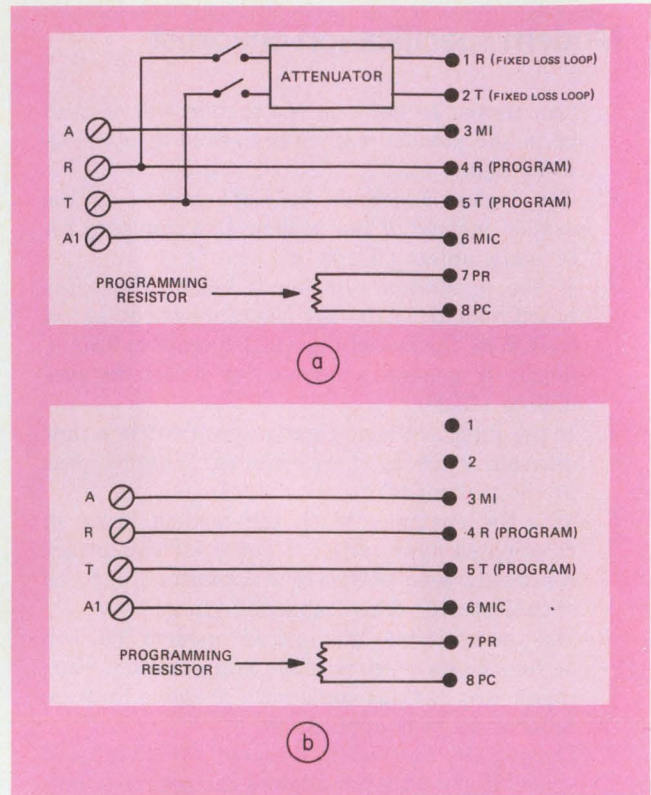 ATTENUATOR
1 R (FIXED LOSS LOOP)
2 T (FIXED LOSS LOOP)
A 3 MI
R 4 R (PROGRAM)
T 5 T (PROGRAM)
A1 6 MIC
PROGRAMMING
RESISTOR
7 PR
8 PC
a
1
2
A 3 MI
R 4 R (PROGRAM)
T 5 T (PROGRAM)
A1 6 MIC
PROGRAMMING
RESISTOR
7 PR
8 PC
b